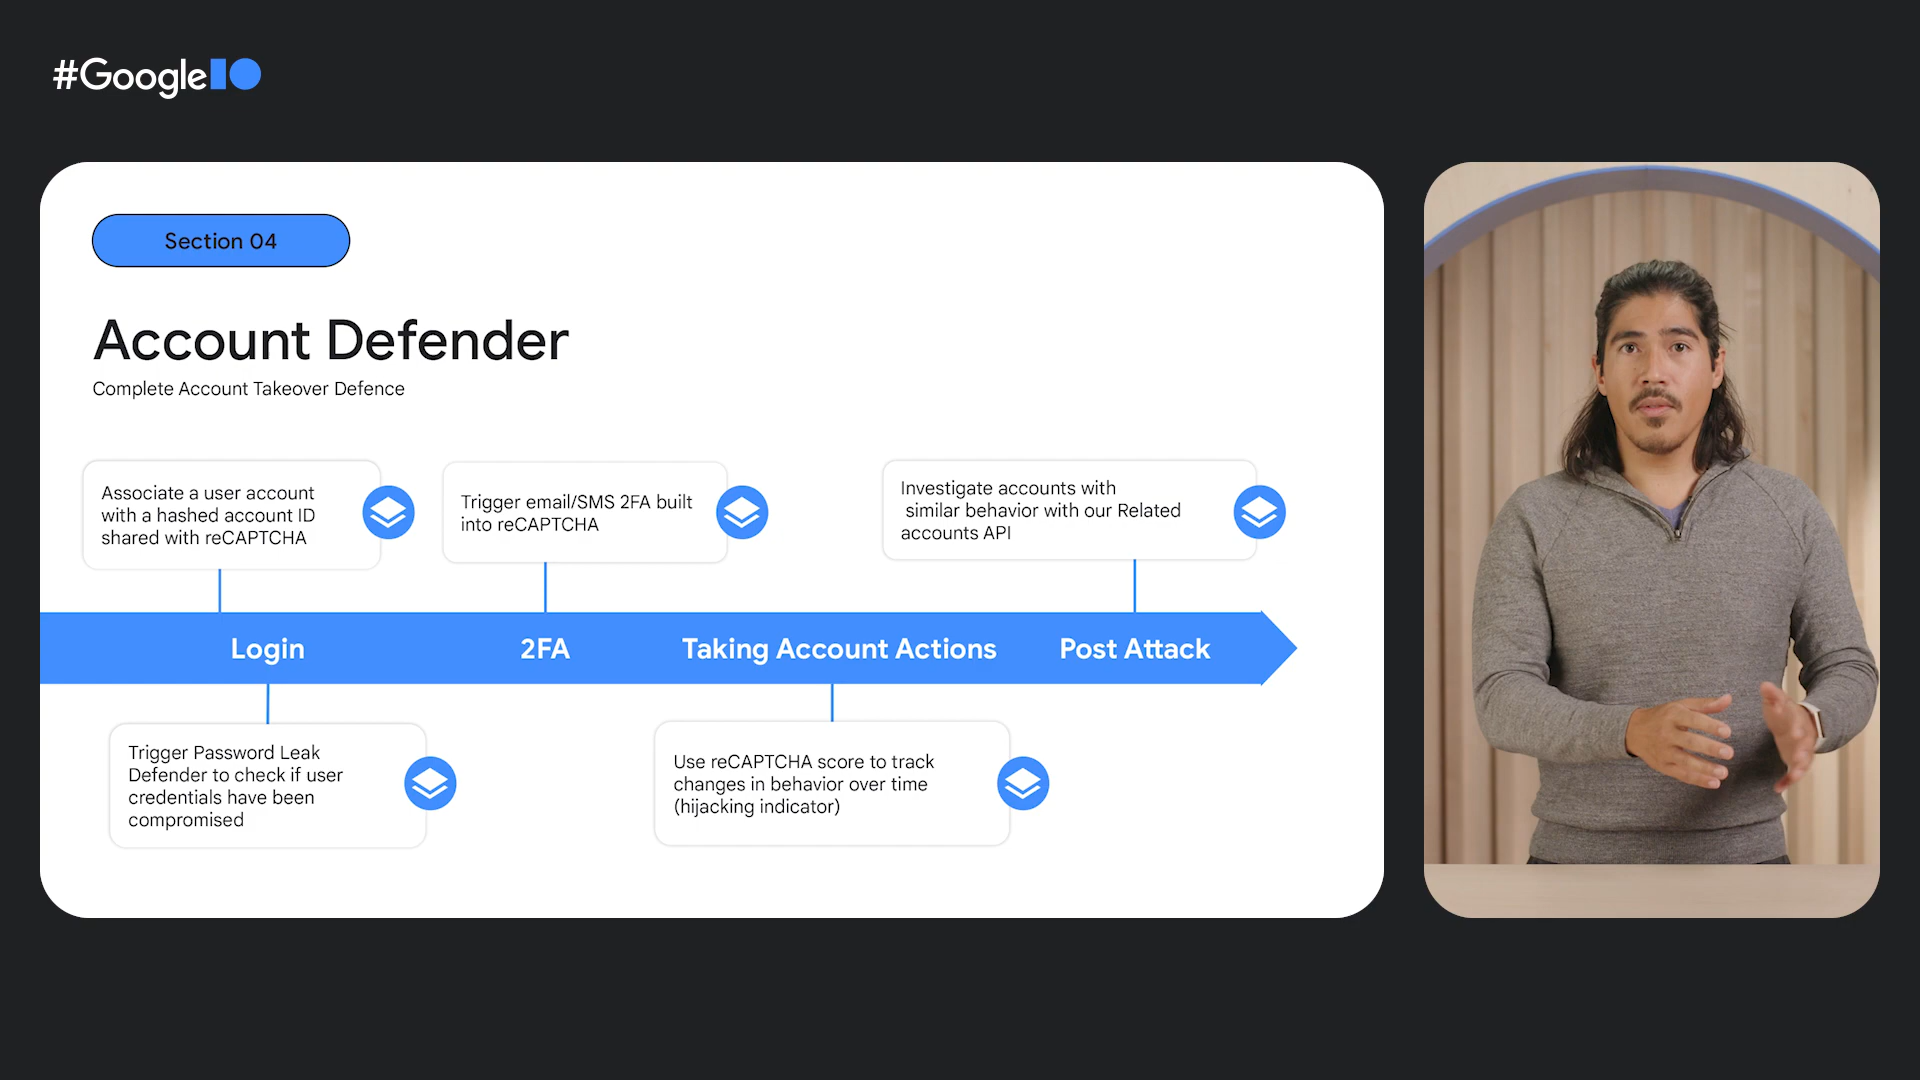 #GoogleIO
Section 04
Account Defender
Complete Account Takeover Defence
Associate a user account
with a hashed account ID
shared with reCAPTCHA
Trigger email/SMS 2FA built
into reCAPTCHA
Investigate accounts with
similar behavior with our Related
accounts API
Login
2FA
Taking Account Actions
Post Attack
Trigger Password Leak
Defender to check if user
credentials have been
compromised
Use reCAPTCHA score to track
changes in behavior over time
(hijacking indicator)